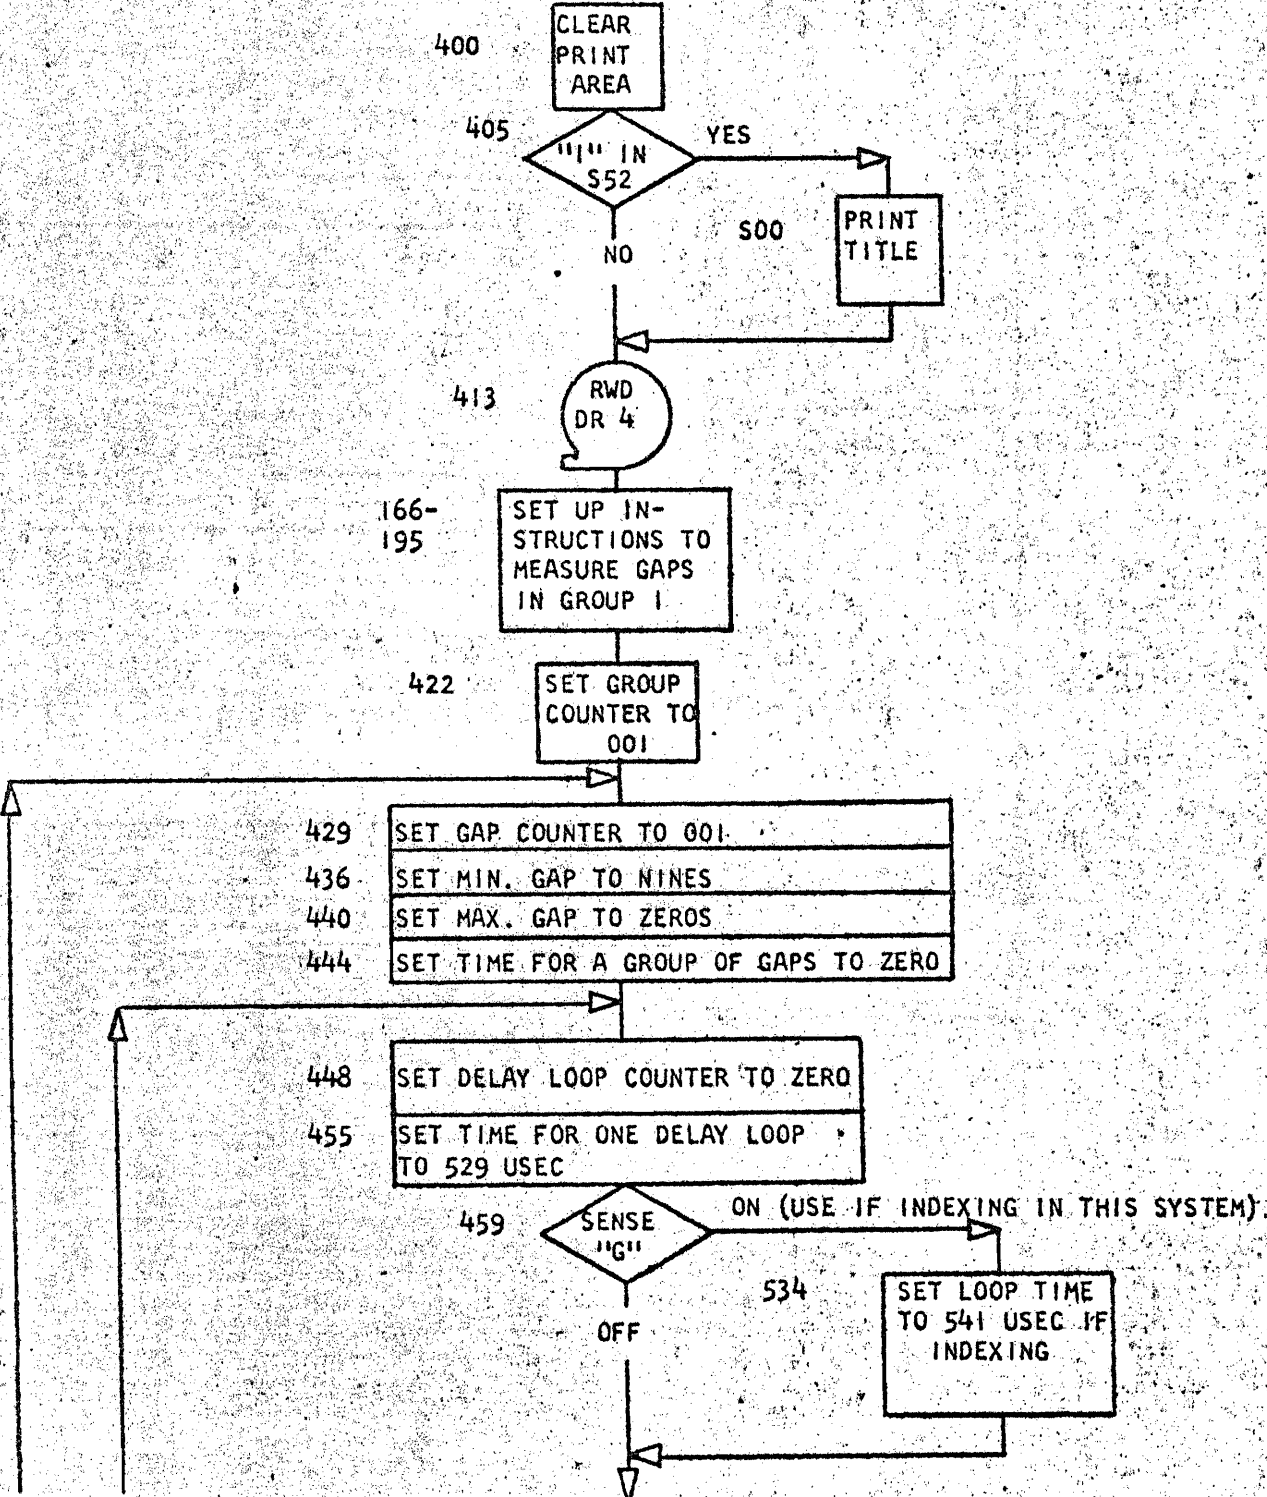 CLEAR
400 PRINT
AREA
405 YES
"1" IN
S52
S00 PRINT
TITLE
NO
413 RWD
DR 4
166- SET UP IN-
195 STRUCTIONS TO
MEASURE GAPS
IN GROUP 1
422 SET GROUP
COUNTER TO
001
429 SET GAP COUNTER TO 001
436 SET MIN. GAP TO NINES
440 SET MAX. GAP TO ZEROS
444 SET TIME FOR A GROUP OF GAPS TO ZERO
448 SET DELAY LOOP COUNTER TO ZERO
455 SET TIME FOR ONE DELAY LOOP
TO 529 USEC
459 SENSE ON (USE IF INDEXING IN THIS SYSTEM).
"G"
534 SET LOOP TIME
TO 541 USEC IF
INDEXING
OFF